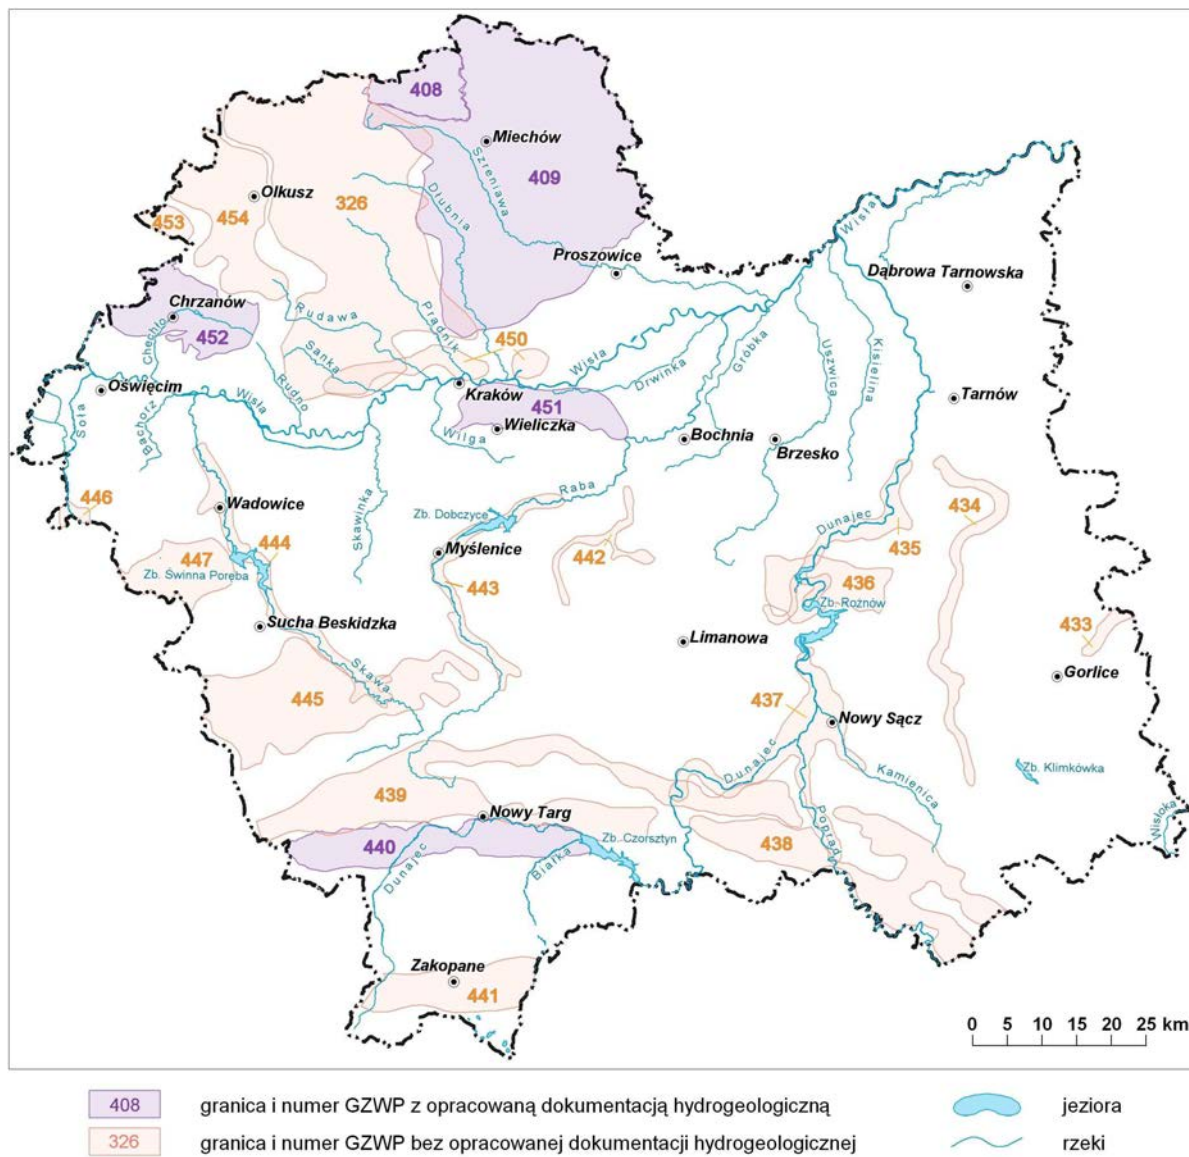 408
Miechów
Szreniawa
409
Olkusz
453
454
326
Dłubnia
Wisła
Proszowice
Dąbrowa Tarnowska
Chrzanów
Chechło
452
Rudawa
Prądnik
450
Sanka
Wisła
Drwinka
Gróbka
Uszwica
Kisielina
Oświęcim
Soła
Bachorz
Wisła
Rudno
Kraków
451
Wieliczka
Wilga
Bochnia
Brzesko
Tarnów
446
Wadowice
Skawinka
Raba
Zb. Dobczyce
Dunajec
434
435
447
444
Zb. Świnna Poręba
Myślenice
443
442
436
Zb. Rożnów
Sucha Beskidzka
Limanowa
433
Gorlice
Skawa
445
437
Nowy Sącz
Dunajec
Kamienica
Zb. Klimkówka
439
Nowy Targ
Poprad
438
Wisłoka
440
Dunajec
Białka
Zb. Czorsztyn
Zakopane
441
0 5 10 15 20 25 km
408 granica i numer GZWP z opracowaną dokumentacją hydrogeologiczną jeziora
326 granica i numer GZWP bez opracowanej dokumentacji hydrogeologicznej rzeki